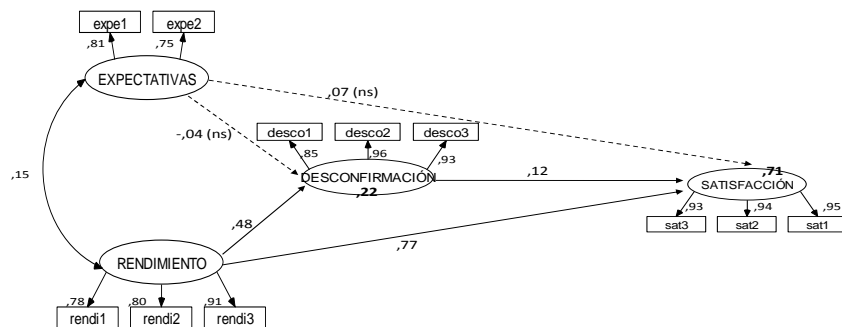 expe1 expe2
,81 ,75
EXPECTATIVAS
,07 (ns)
-,04 (ns)
desco1 desco2 desco3
,85 ,96 ,93
,15
DESCONFIRMACIÓN
,22
,12
,71
SATISFACCIÓN
,93 ,94 ,95
sat3 sat2 sat1
,48
,77
RENDIMIENTO
,78 ,80 ,91
rendi1 rendi2 rendi3